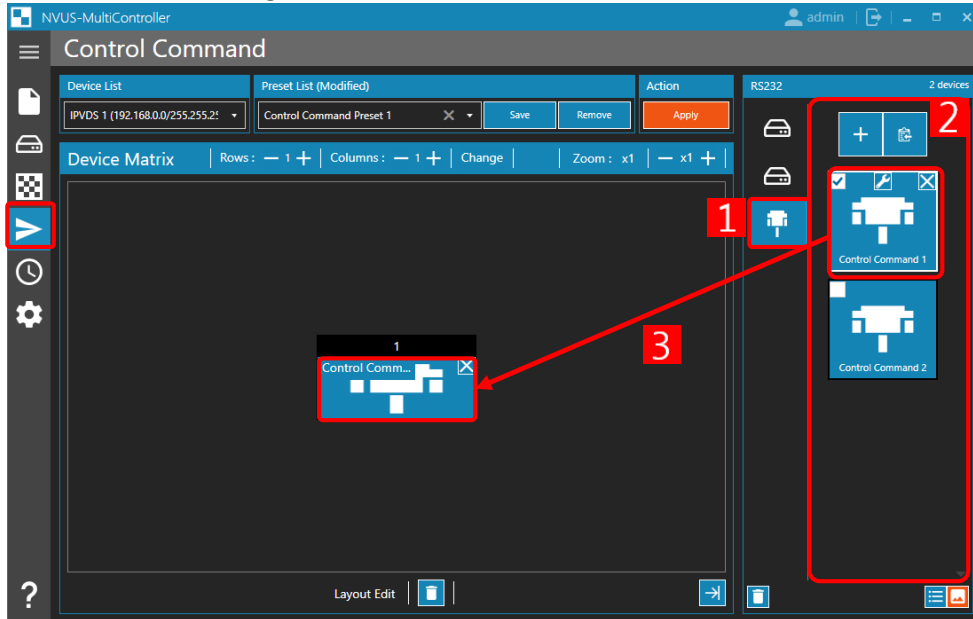 NVUS-MultiController
admin
Control Command
Device List
Preset List (Modified)
Action
RS232
2 devices
IPVDS 1 (192.168.0.0/255.255.25
Control Command Preset 1
Save
Remove
Apply
2
Device Matrix
Rows : 1
Columns : 1
Change
Zoom : x1
x1
1
Control Command 1
3
1
Control Comm...
Control Command 2
Layout Edit
?